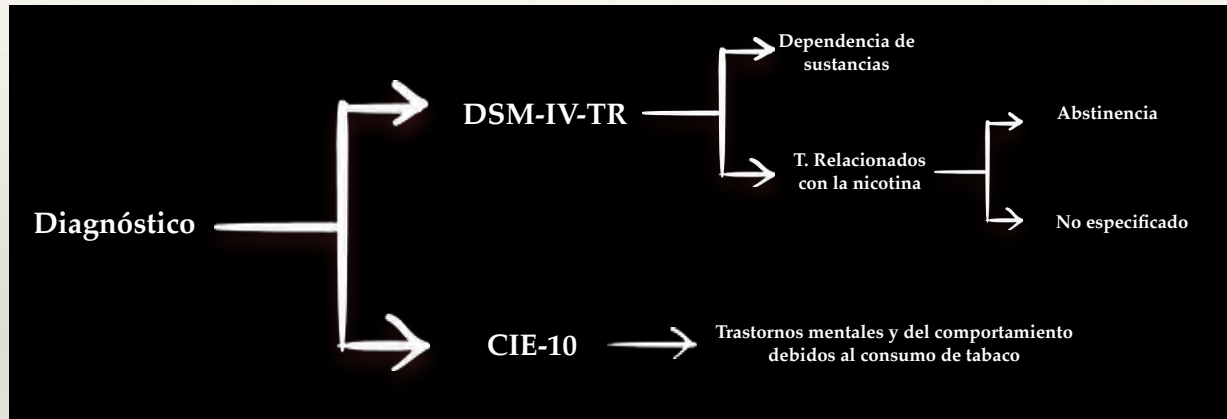 Diagnóstico
DSM-IV-TR
Dependencia de
sustancias
T. Relacionados
con la nicotina
Abstinencia
No especificado
CIE-10
Trastornos mentales y del comportamiento
debidos al consumo de tabaco